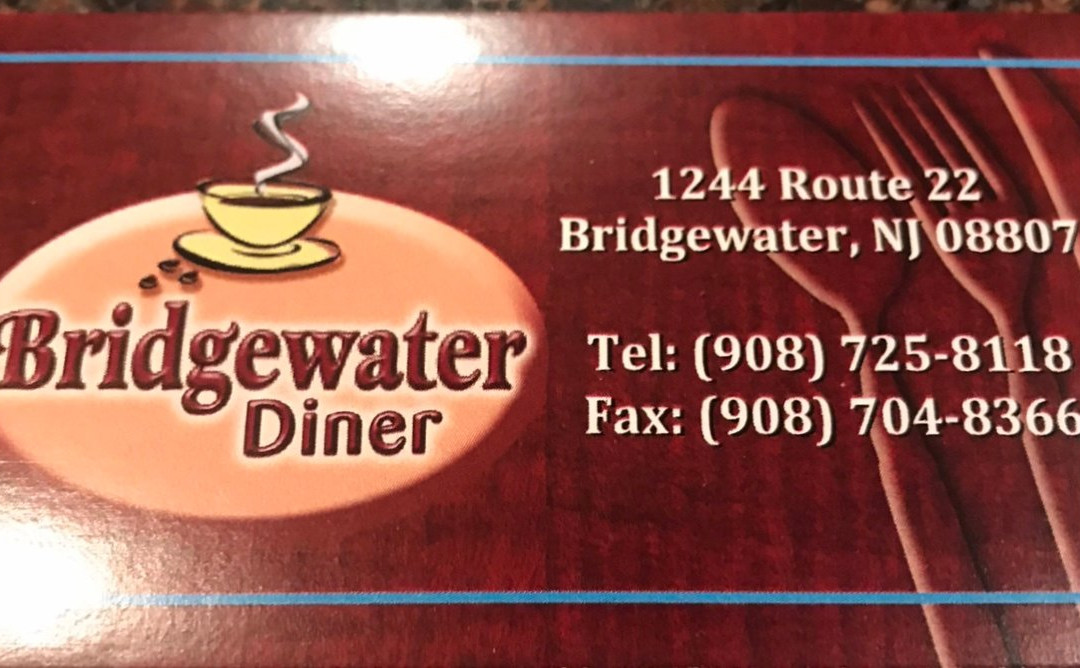 Bridgewater
Diner
1244 Route 22
Bridgewater, NJ 08807
Tel: (908) 725-8118
Fax: (908) 704-8366